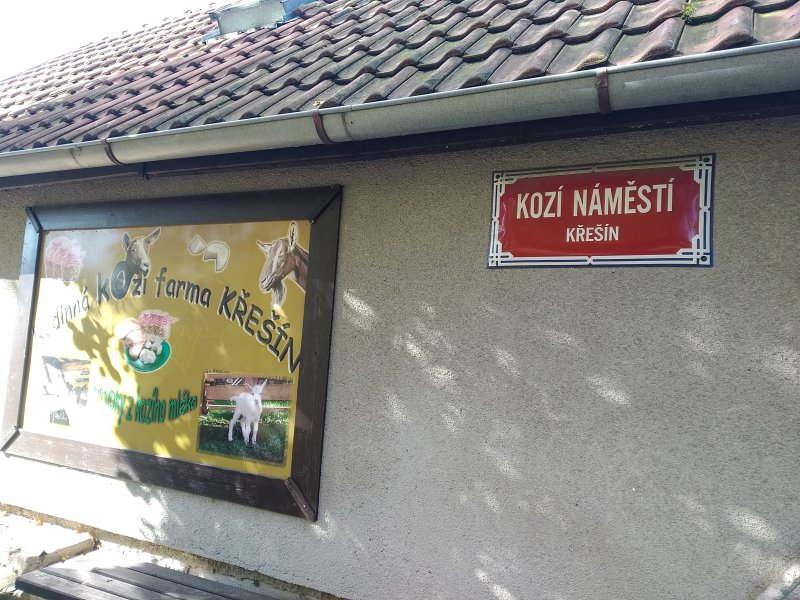 kozí farma KŘEŠÍN
z kozího mléka
KOZÍ NÁMĚSTÍ
KŘEŠÍN